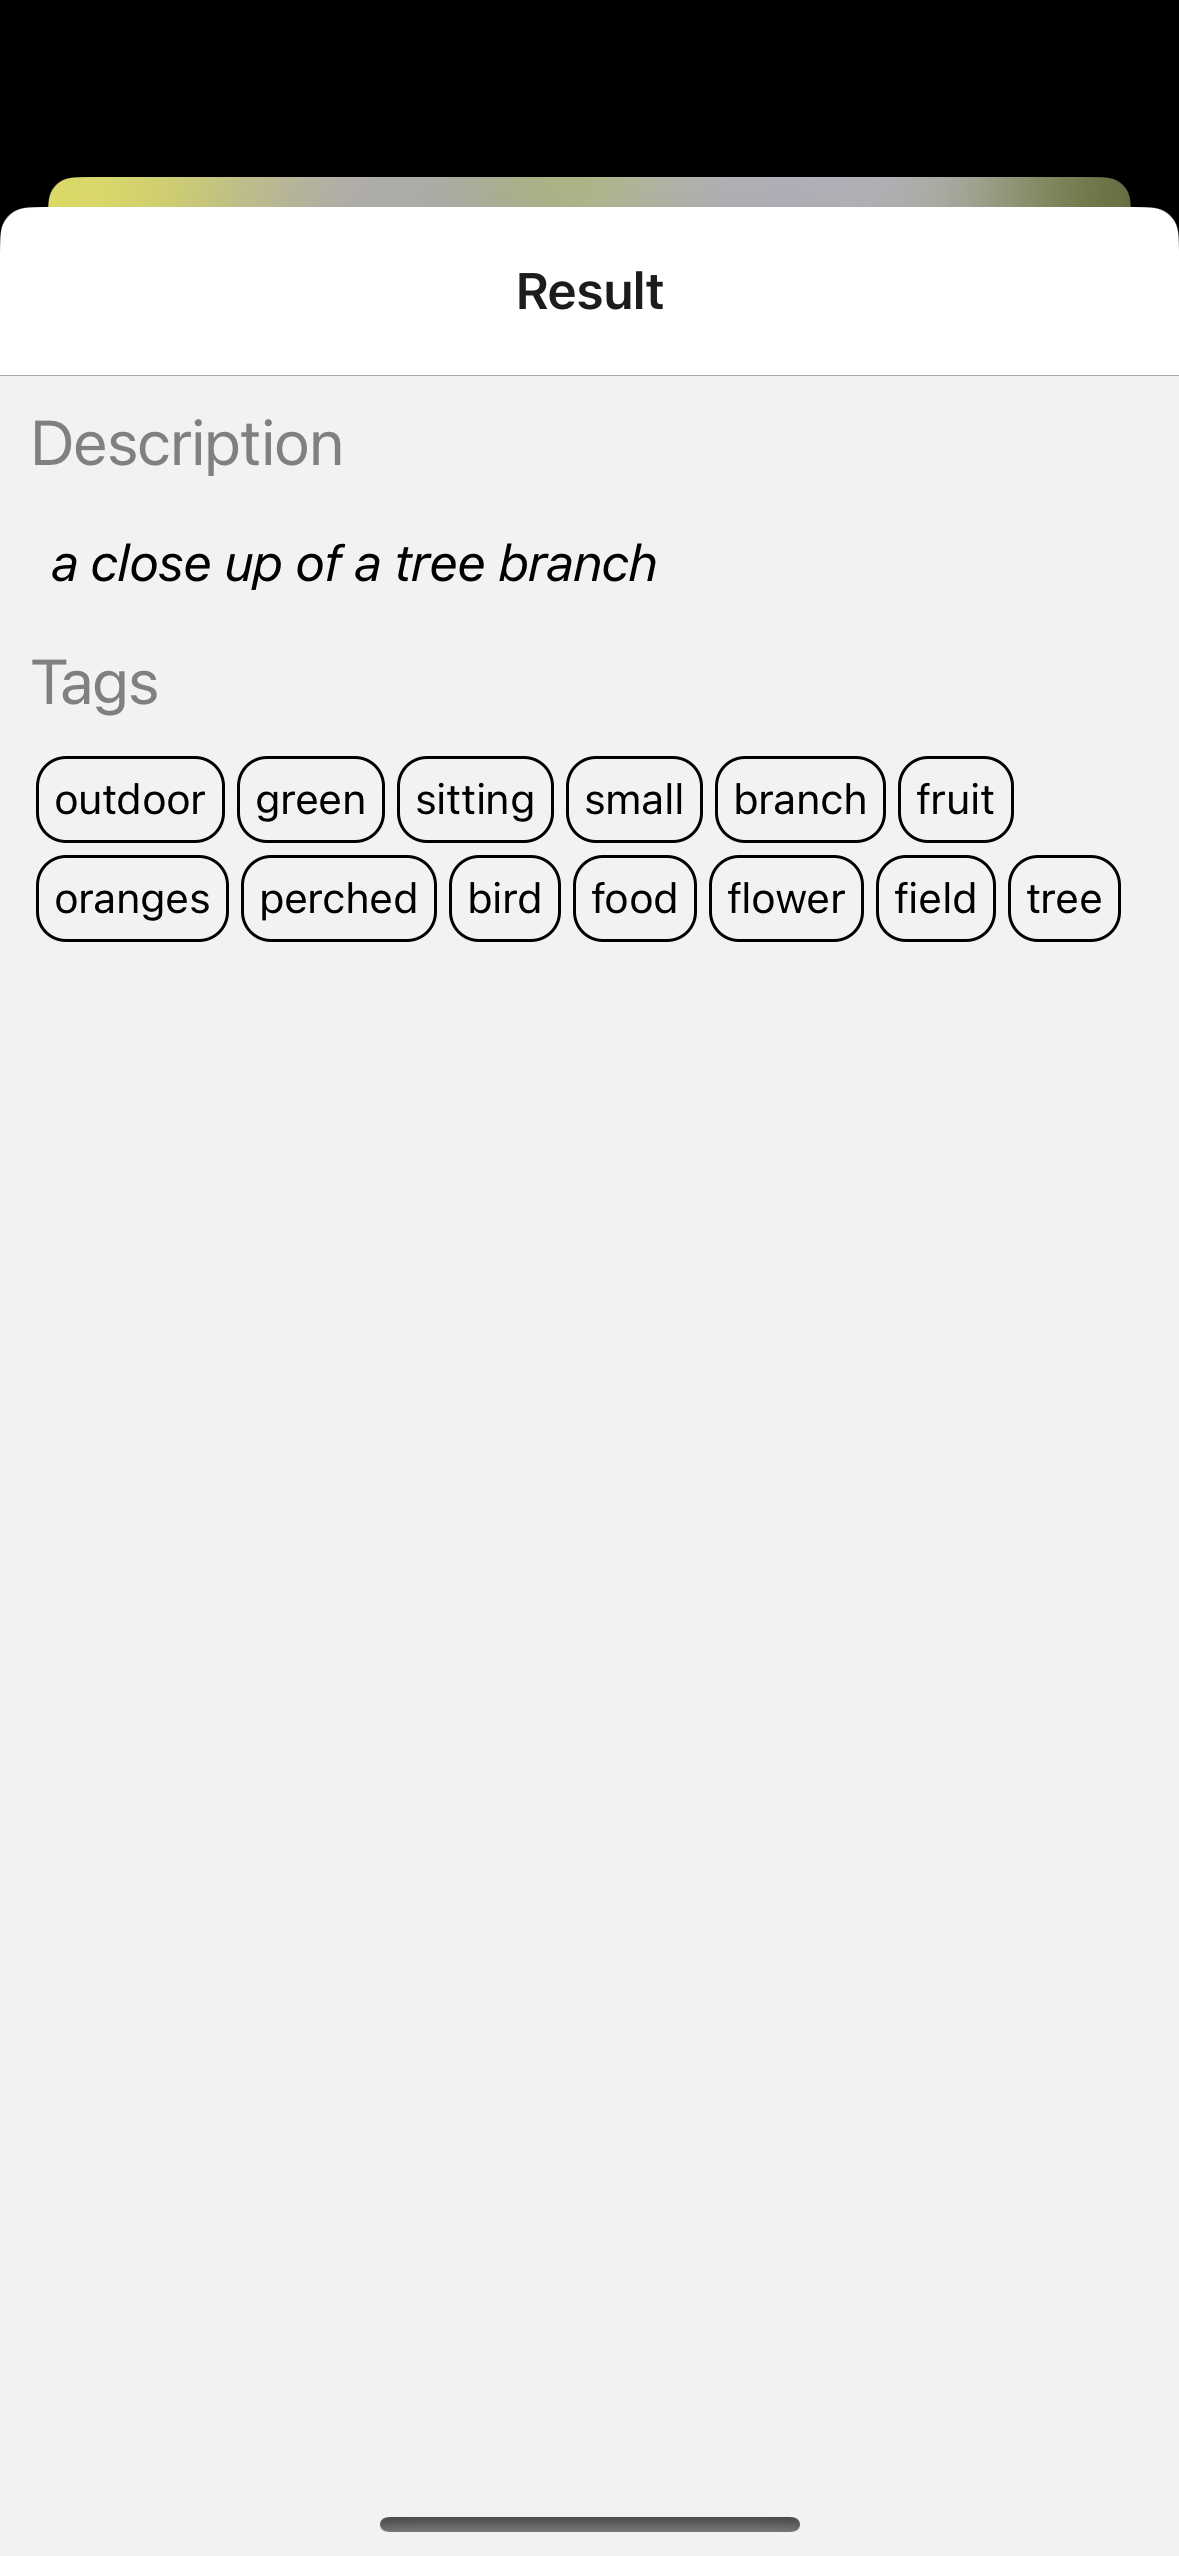 Result
Description
a close up of a tree branch
Tags
outdoor green sitting small branch fruit
oranges perched bird food flower field tree